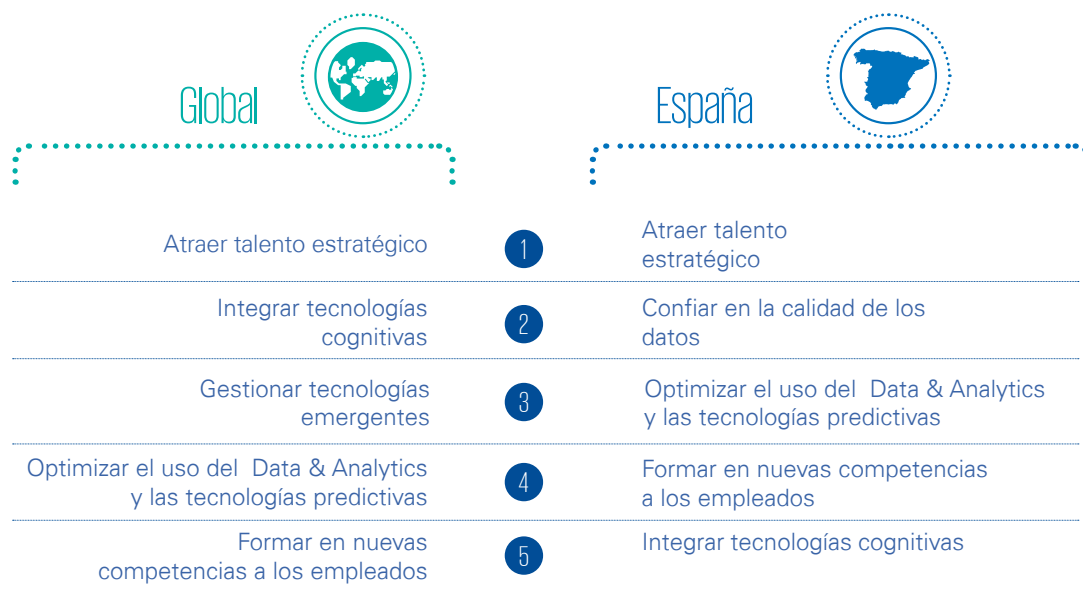 Global
España
Atraer talento estratégico
1
Atraer talento
estratégico
Integrar tecnologías
cognitivas
2
Confiar en la calidad de los
datos
Gestionar tecnologías
emergentes
3
Optimizar el uso del Data & Analytics
y las tecnologías predictivas
Optimizar el uso del Data & Analytics
y las tecnologías predictivas
4
Formar en nuevas competencias
a los empleados
Formar en nuevas
competencias a los empleados
5
Integrar tecnologías cognitivas